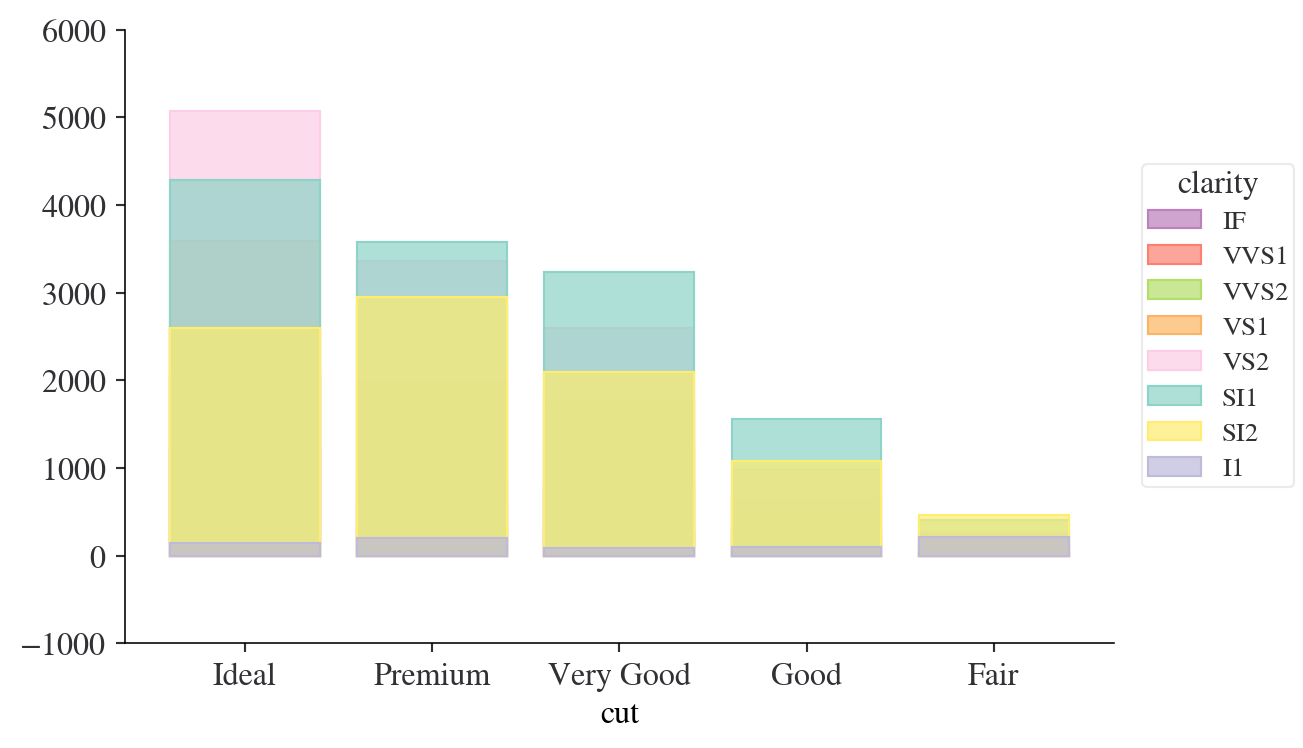 6000
5000
4000
3000
2000
1000
0
−1000
Ideal
Premium
Very Good
Good
Fair
cut
clarity
IF
VVS1
VVS2
VS1
VS2
SI1
SI2
I1